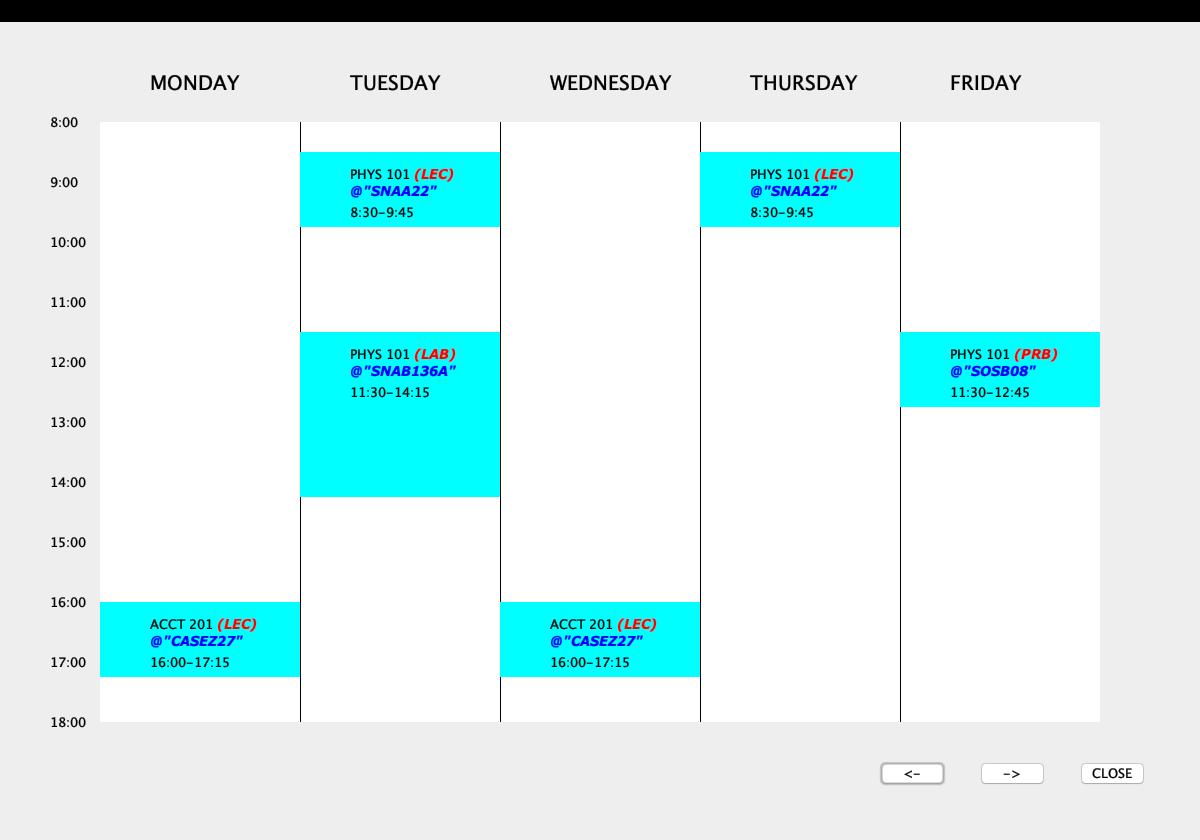 MONDAY TUESDAY WEDNESDAY THURSDAY FRIDAY
8:00
PHYS 101 (LEC)
@"SNAA22"
8:30-9:45
PHYS 101 (LEC)
@"SNAA22"
8:30-9:45
9:00
10:00
11:00
PHYS 101 (LAB)
@"SNAB136A"
11:30-14:15
PHYS 101 (PRB)
@"SOSB08"
11:30-12:45
12:00
13:00
14:00
15:00
16:00
ACCT 201 (LEC)
@"CASEZ27"
16:00-17:15
ACCT 201 (LEC)
@"CASEZ27"
16:00-17:15
17:00
18:00
<- -> CLOSE